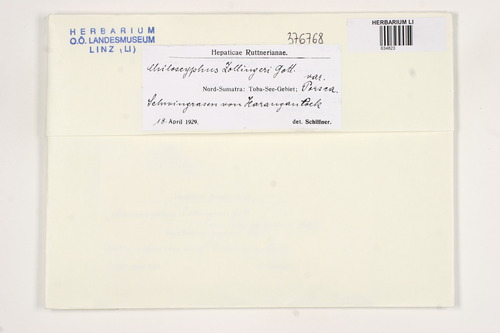 HERBARIUM
O.Ö. LANDESMUSEUM
LINZ (LI)
376768
HERBARIUM LI
Hepaticae Ruttnerianae.
Chiloscyphus Zollingeri Gott.
var.
Nord-Sumatra: Toba-See-Gebiet; Porsea.
Schwingrasen von
18. April 1929.
det. Schiffner.